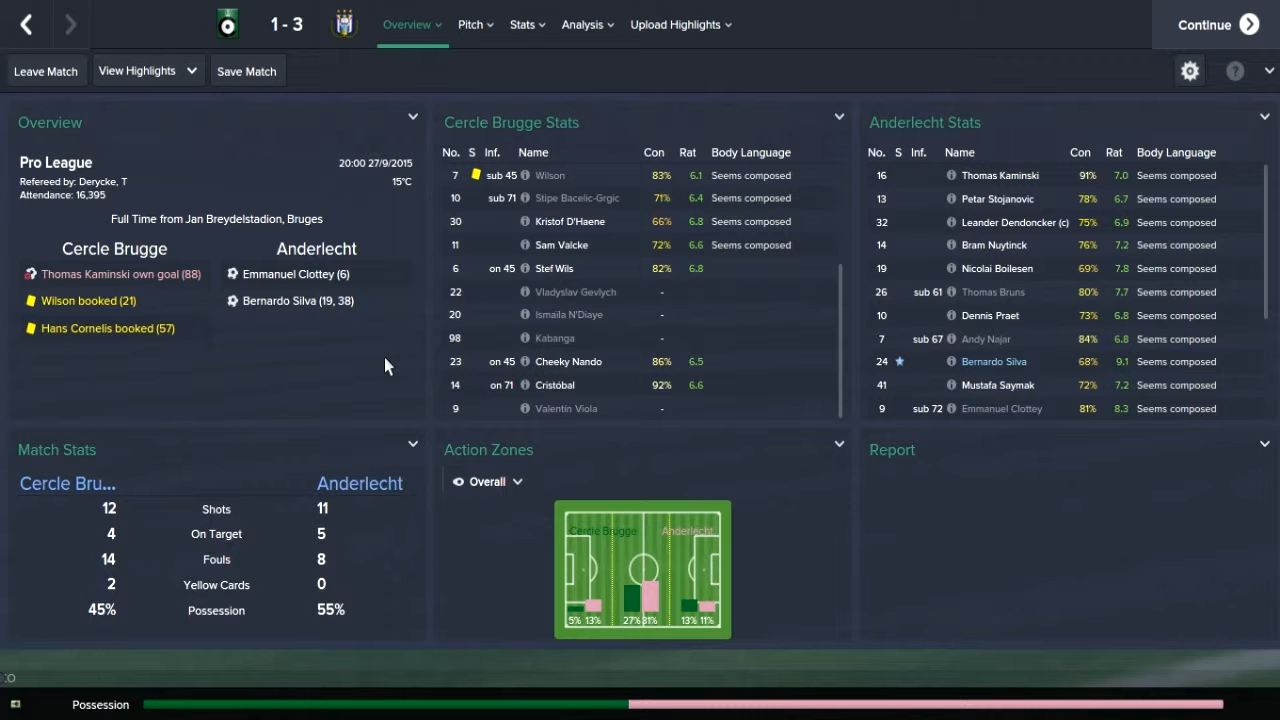 1 - 3
Overview
Pitch
Stats
Analysis
Upload Highlights
Continue
Leave Match
View Highlights
Save Match
?
Overview
Pro League
20:00 27/9/2015
Refereed by: Derycke, T
15°C
Attendance: 16,395
Full Time from Jan Breydelstadion, Bruges
Cercle Brugge
Anderlecht
Thomas Kaminski own goal (88)
Emmanuel Clottey (6)
Wilson booked (21)
Bernardo Silva (19, 38)
Hans Cornelis booked (57)
Cercle Brugge Stats
No. S Inf. Name Con Rat Body Language
7 sub 45 Wilson 83% 6.1 Seems composed
10 sub 71 Stipe Bacelic-Grgic 71% 6.4 Seems composed
30 Kristof D'Haene 66% 6.8 Seems composed
11 Sam Valcke 72% 6.6 Seems composed
6 on 45 Stef Wils 82% 6.8
22 Vladyslav Gevlych -
20 Ismaila N'Diaye -
98 Kabanga -
23 on 45 Cheeky Nando 86% 6.5
14 on 71 Cristóbal 92% 6.6
9 Valentin Viola -
Anderlecht Stats
No. S Inf. Name Con Rat Body Language
16 Thomas Kaminski 91% 7.0 Seems composed
13 Petar Stojanovic 78% 6.7 Seems composed
32 Leander Dendoncker (c) 75% 6.9 Seems composed
14 Bram Nuytinck 76% 7.2 Seems composed
19 Nicolai Boilesen 69% 7.8 Seems composed
26 sub 61 Thomas Bruns 80% 7.7 Seems composed
10 Dennis Praet 73% 6.8 Seems composed
7 sub 67 Andy Najar 84% 6.8 Seems composed
24 Bernardo Silva 68% 9.1 Seems composed
41 Mustafa Saymak 72% 7.2 Seems composed
9 sub 72 Emmanuel Clottey 81% 8.3 Seems composed
Match Stats
Cercle Bru... Anderlecht
12 Shots 11
4 On Target 5
14 Fouls 8
2 Yellow Cards 0
45% Possession 55%
Action Zones
Overall
Cercle Brugge Anderlecht
5% 13% 27% 31% 13% 11%
Report
Possession